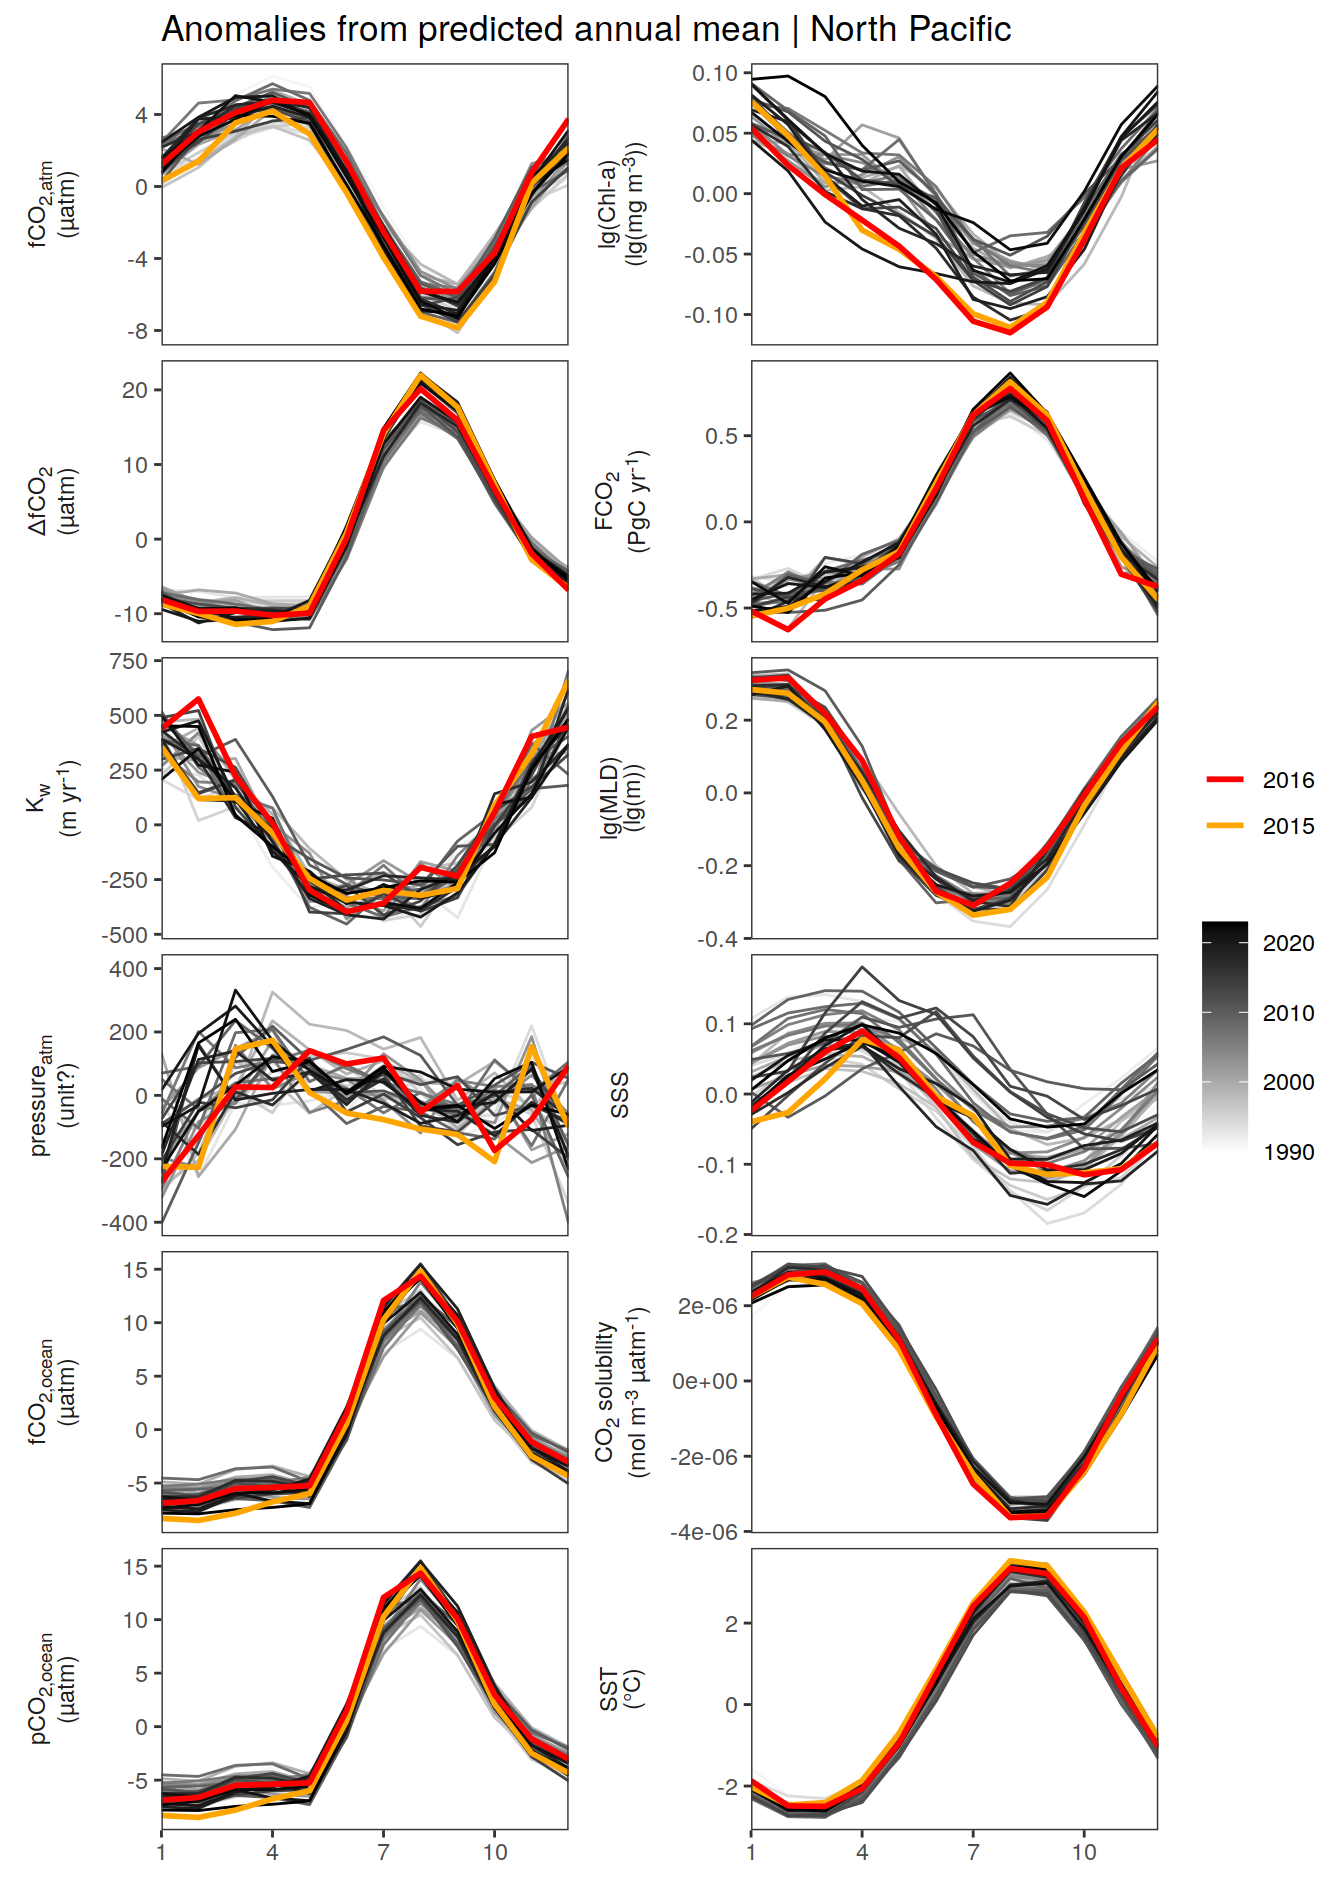 Anomalies from predicted annual mean | North Pacific
fCO2,atm
(µatm)
4
0
-4
-8
lg(Chl-a)
(lg(mg m-3))
0.10
0.05
0.00
-0.05
-0.10
ΔfCO2
(µatm)
20
10
0
-10
FCO2
(PgC yr-1)
0.5
0.0
-0.5
Kw
(m yr-1)
750
500
250
0
-250
-500
lg(MLD)
(lg(m))
0.2
0.0
-0.2
-0.4
pressureatm
(unit?)
400
200
0
-200
-400
SSS
0.1
0.0
-0.1
-0.2
fCO2,ocean
(µatm)
15
10
5
0
-5
CO2 solubility
(mol m-3 µatm-1)
2e-06
0e+00
-2e-06
-4e-06
pCO2,ocean
(µatm)
15
10
5
0
-5
SST
(°C)
2
0
-2
1 4 7 10
1 4 7 10
2016
2015
2020
2010
2000
1990